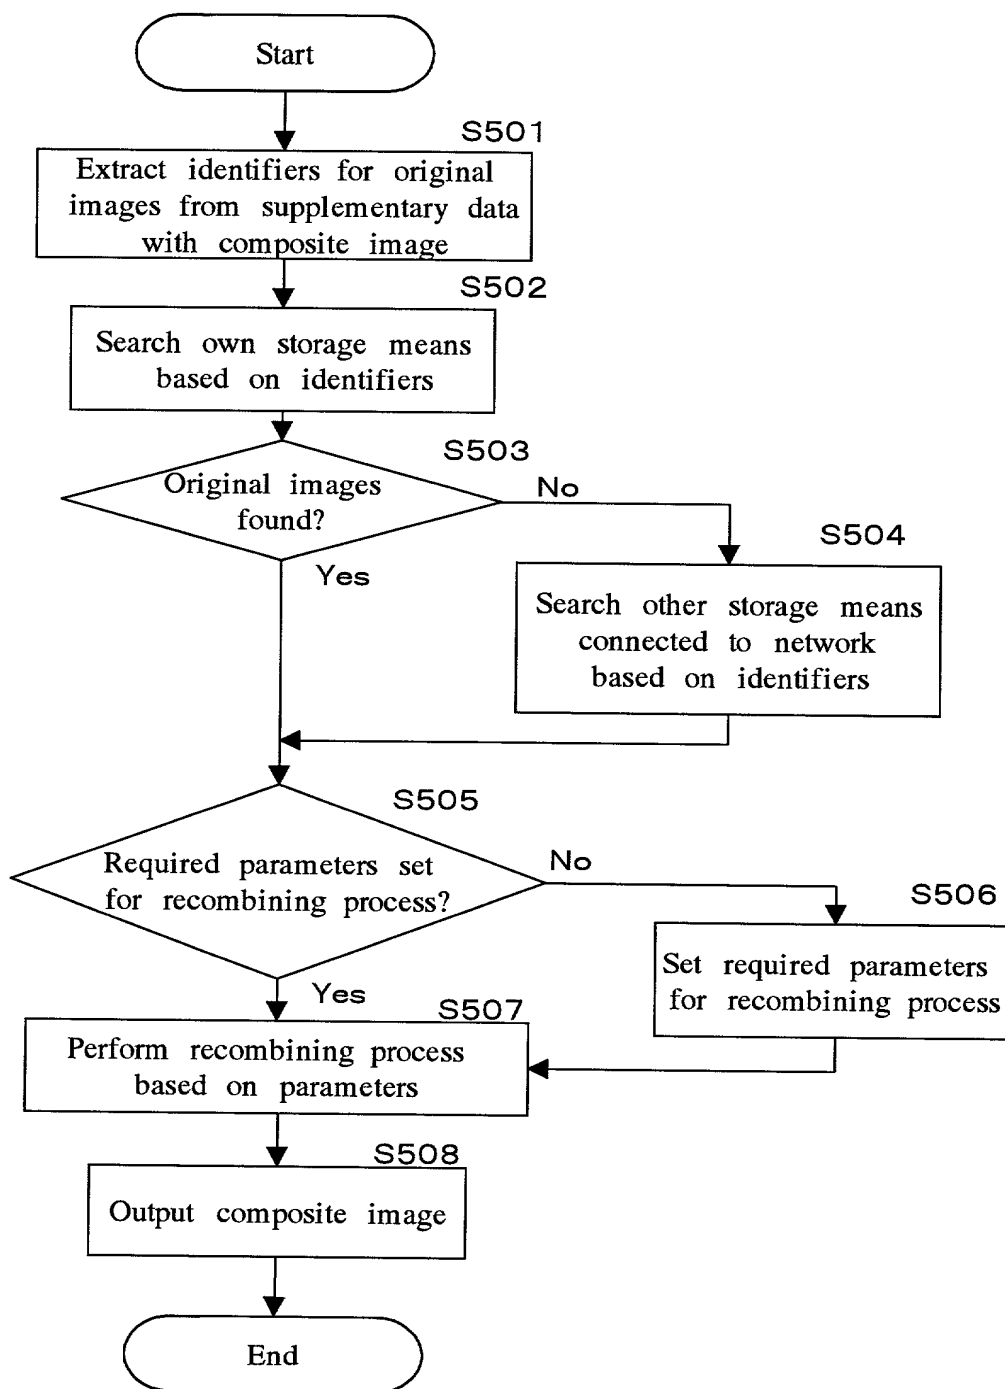 Start
S501
Extract identifiers for original
images from supplementary data
with composite image
S502
Search own storage means
based on identifiers
S503
Original images
found?
No
Yes
S504
Search other storage means
connected to network
based on identifiers
S505
Required parameters set
for recombining process?
No
Yes
S506
Set required parameters
for recombining process
S507
Perform recombining process
based on parameters
S508
Output composite image
End